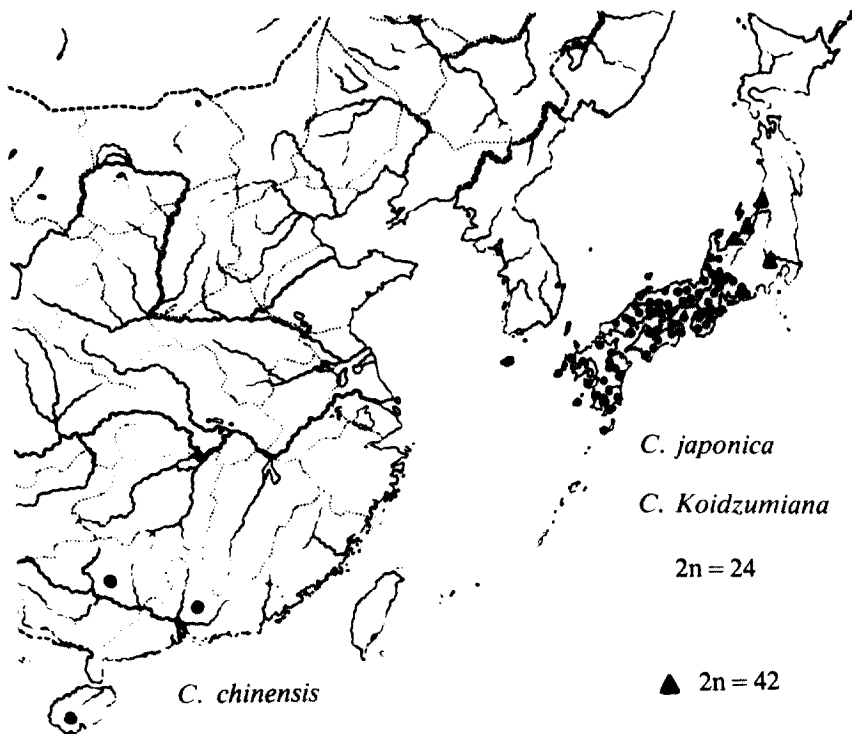 C. japonica
C. Koidzumiana
2n = 24
C. chinensis
▲ 2n = 42